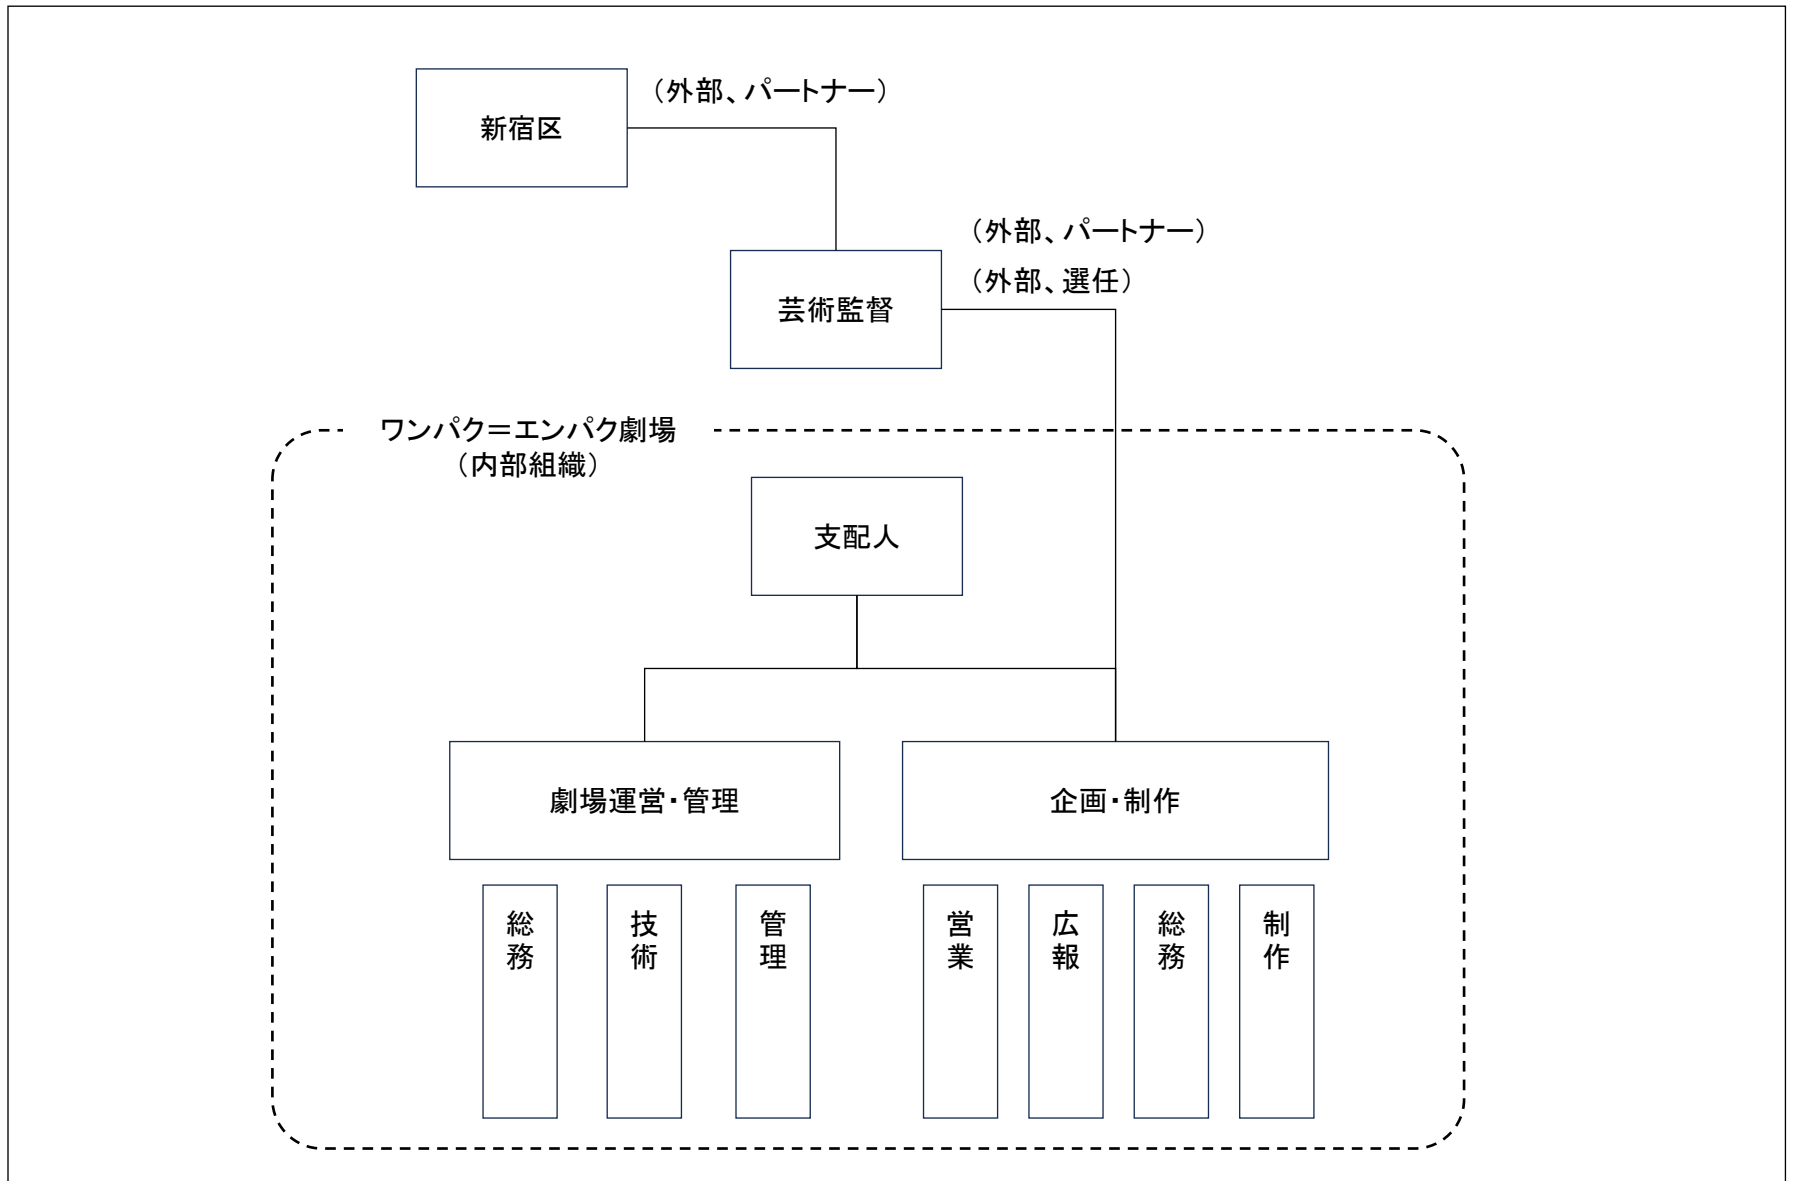 新宿区
（外部、パートナー）
（外部、パートナー）
（外部、選任）
芸術監督
ワンパク＝エンパク劇場
（内部組織）
支配人
劇場運営・管理
企画・制作
総務
技術
管理
営業
広報
総務
制作